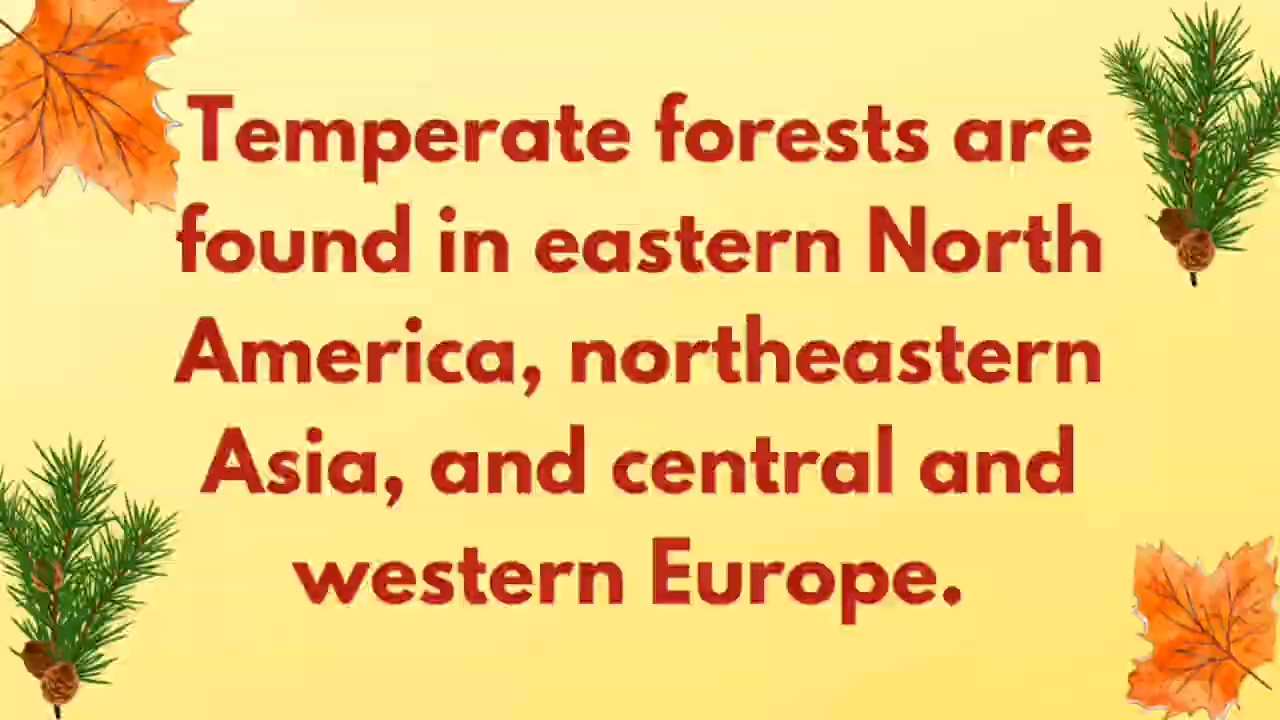 Temperate forests are
found in eastern North
America, northeastern
Asia, and central and
western Europe.